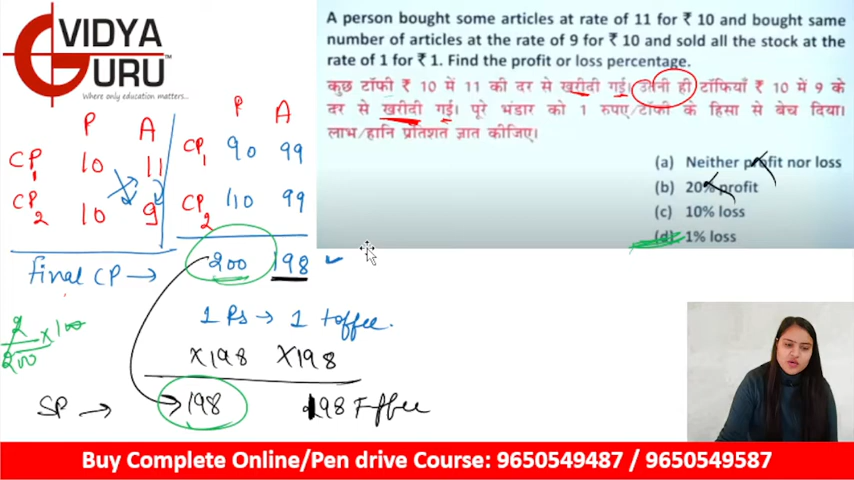 VIDYA
GURU
TM
Where only education matters...
A person bought some articles at rate of 11 for ₹ 10 and bought same
number of articles at the rate of 9 for ₹ 10 and sold all the stock at the
rate of 1 for ₹ 1. Find the profit or loss percentage.
कुछ टॉफी ₹ 10 में 11 की दर से खरीदी गई। उतनी ही टॉफियाँ ₹ 10 में 9 के
दर से खरीदी गई। पूरे भंडार को 1 रुपए/टॉफी के हिसा से बेच दिया।
लाभ/हानि प्रतिशत ज्ञात कीजिए।
(a) Neither profit nor loss
(b) 20% profit
(c) 10% loss
(d) 1% loss
P A
CP1 10 11
CP2 10 9
P A
CP1 90 99
CP2 110 99
final CP → 200 198
1 Rs → 1 toffee.
×198 ×198
SP → 198 198 Toffee
2/200 × 100
Buy Complete Online/Pen drive Course: 9650549487 / 9650549587